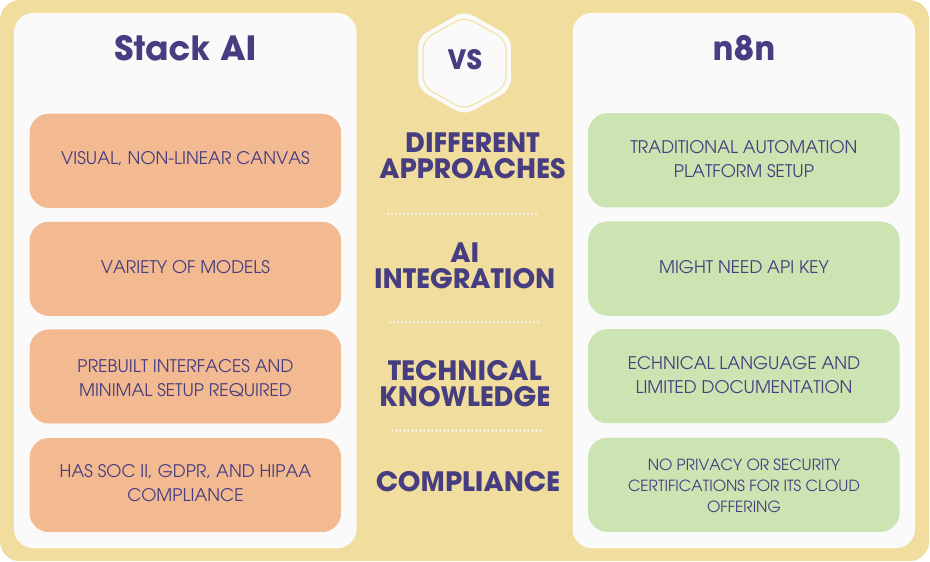 Stack AI
VS
n8n
VISUAL, NON-LINEAR CANVAS
DIFFERENT
APPROACHES
TRADITIONAL AUTOMATION
PLATFORM SETUP
VARIETY OF MODELS
AI
INTEGRATION
MIGHT NEED API KEY
PREBUILT INTERFACES AND
MINIMAL SETUP REQUIRED
TECHNICAL
KNOWLEDGE
ECHNICAL LANGUAGE AND
LIMITED DOCUMENTATION
HAS SOC II, GDPR, AND HIPAA
COMPLIANCE
COMPLIANCE
NO PRIVACY OR SECURITY
CERTIFICATIONS FOR ITS CLOUD
OFFERING